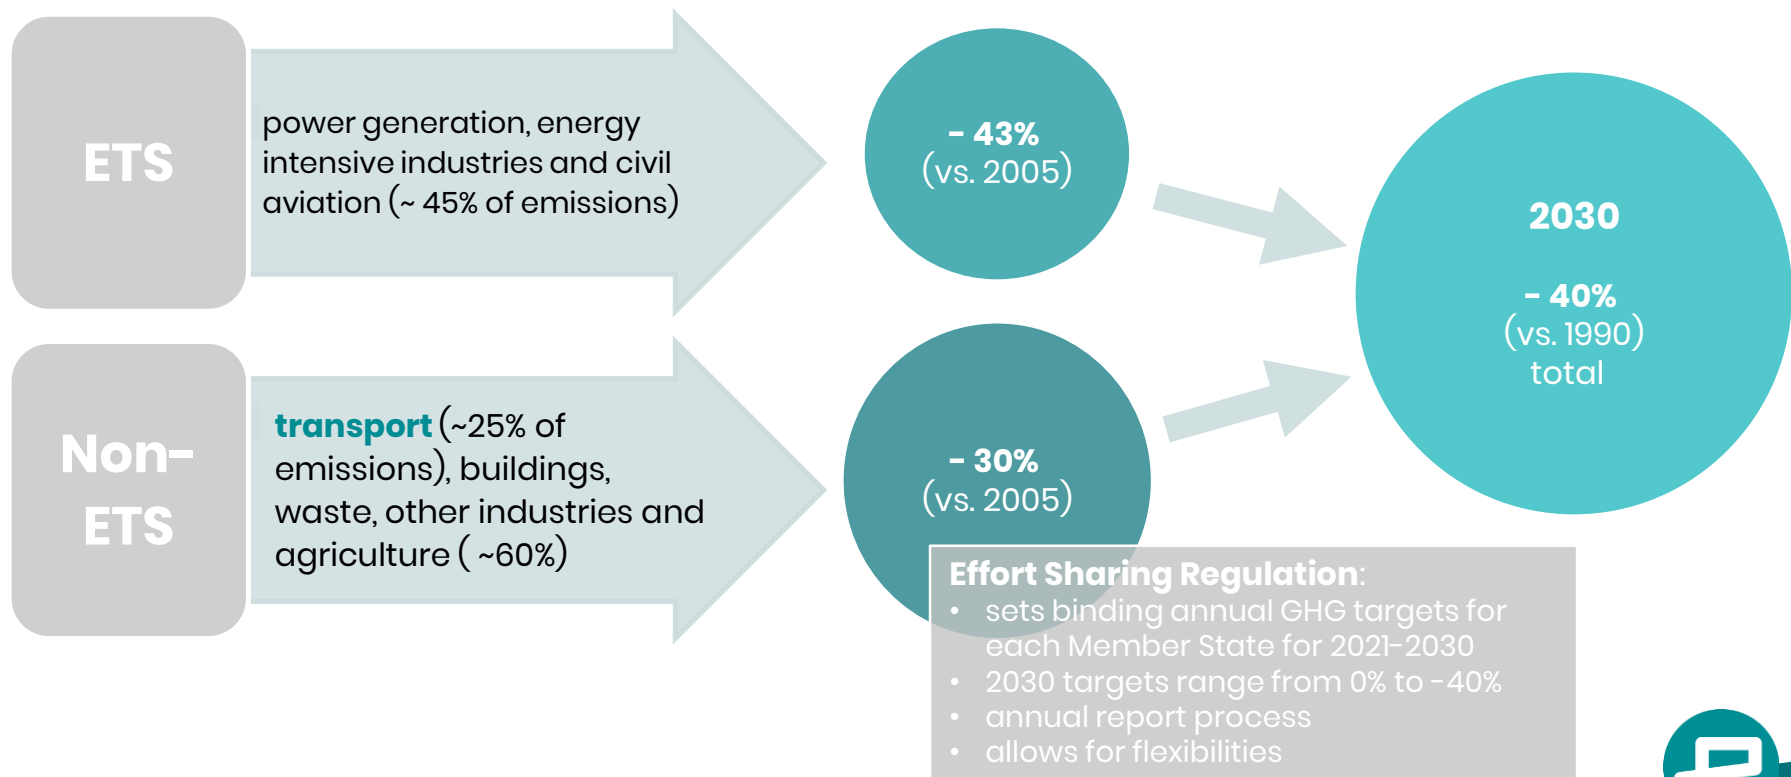 ETS
power generation, energy
intensive industries and civil
aviation (~ 45% of emissions)
- 43%
(vs. 2005)
2030
- 40%
(vs. 1990)
total
Non-
ETS
transport (~25% of
emissions), buildings,
waste, other industries and
agriculture ( ~60%)
- 30%
(vs. 2005)
Effort Sharing Regulation:
• sets binding annual GHG targets for
each Member State for 2021-2030
• 2030 targets range from 0% to -40%
• annual report process
• allows for flexibilities